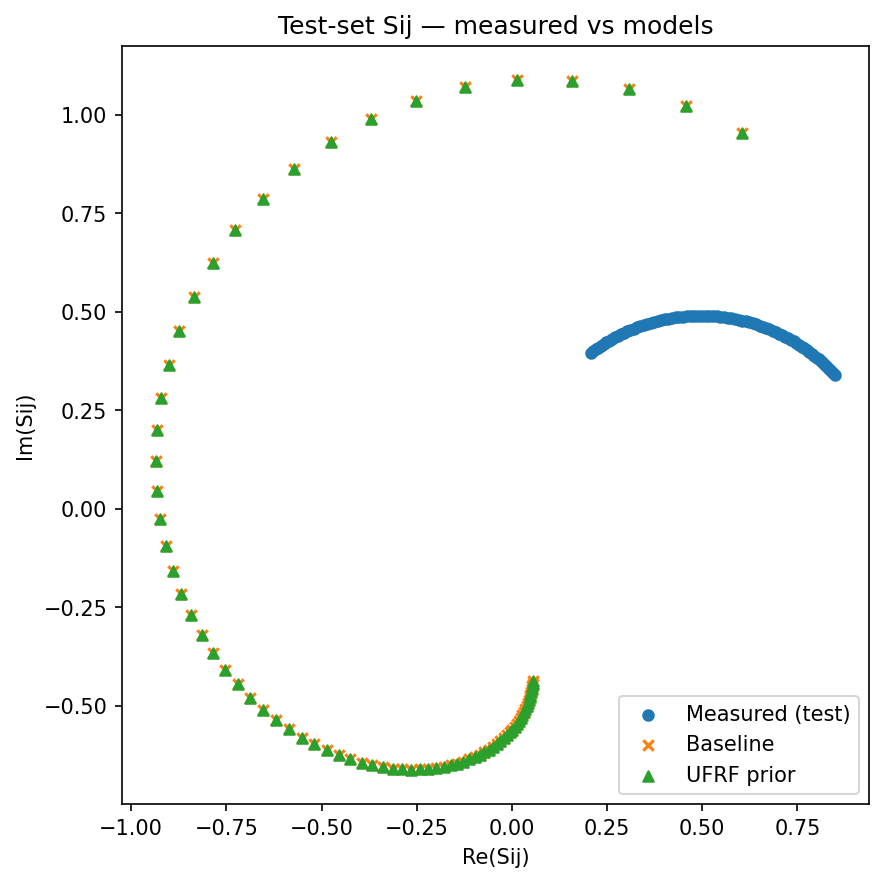 Test-set Sij — measured vs models
1.00
0.75
0.50
0.25
0.00
−0.25
−0.50
Im(Sij)
Measured (test)
Baseline
UFRF prior
−1.00 −0.75 −0.50 −0.25 0.00 0.25 0.50 0.75
Re(Sij)